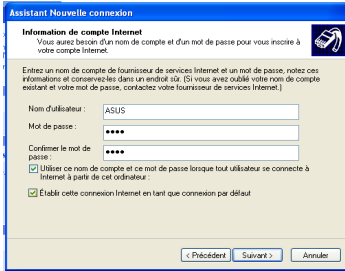 Assistant Nouvelle connexion
Information de compte Internet
Vous aurez besoin d'un nom de compte et d'un mot de passe pour vous inscrire à
votre compte Internet.
Entrez un nom de compte de fournisseur de services Internet et un mot de passe, notez ces
informations et conservez-les dans un endroit sûr. (Si vous avez oublié votre nom de compte
existant et votre mot de passe, contactez votre fournisseur de services Internet.)
Nom d'utilisateur :
ASUS
Mot de passe :
••••
Confirmer le mot de
passe :
••••
Utiliser ce nom de compte et ce mot de passe lorsque tout utilisateur se connecte à
Internet à partir de cet ordinateur :
Établir cette connexion Internet en tant que connexion par défaut
< Précédent
Suivant >
Annuler